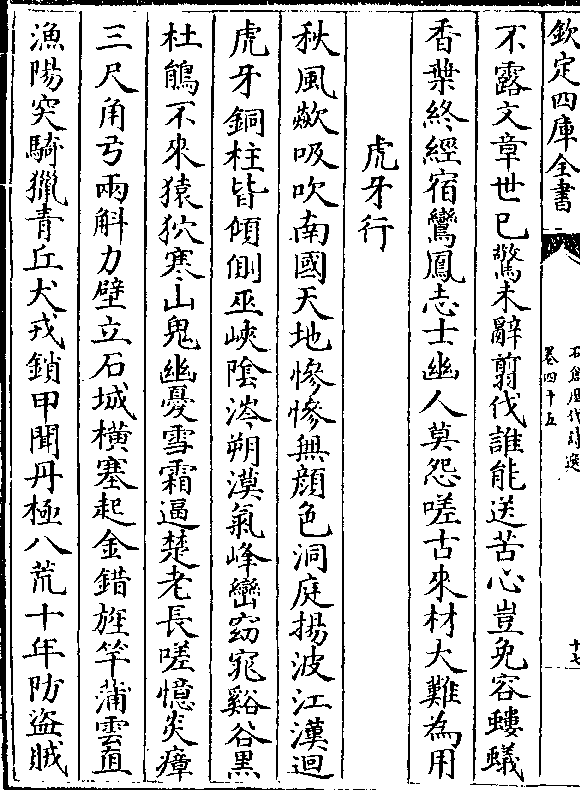 欽定四庫全書
石倉歷代詩選
卷四十五
十七
不露文章世已驚未辭翦伐誰能送苦心豈免容螻蟻
香葉終經宿鸞鳳志士幽人莫怨嗟古來材大難為用
虎牙行
秋風歘吸吹南國天地慘慘無顔色洞庭揚波江漢迴
虎牙銅柱皆傾側巫峽隂岑朔漠氣峰巒窈窕谿谷黒
杜鵑不來猿狖寒山鬼幽憂雪霜逼楚老長嗟憶炎瘴
三尺角弓兩斛力壁立石城橫塞起金錯旌竿蒲雲直
漁陽突騎獵青丘犬戎鎖甲聞丹極八荒十年防盜賊